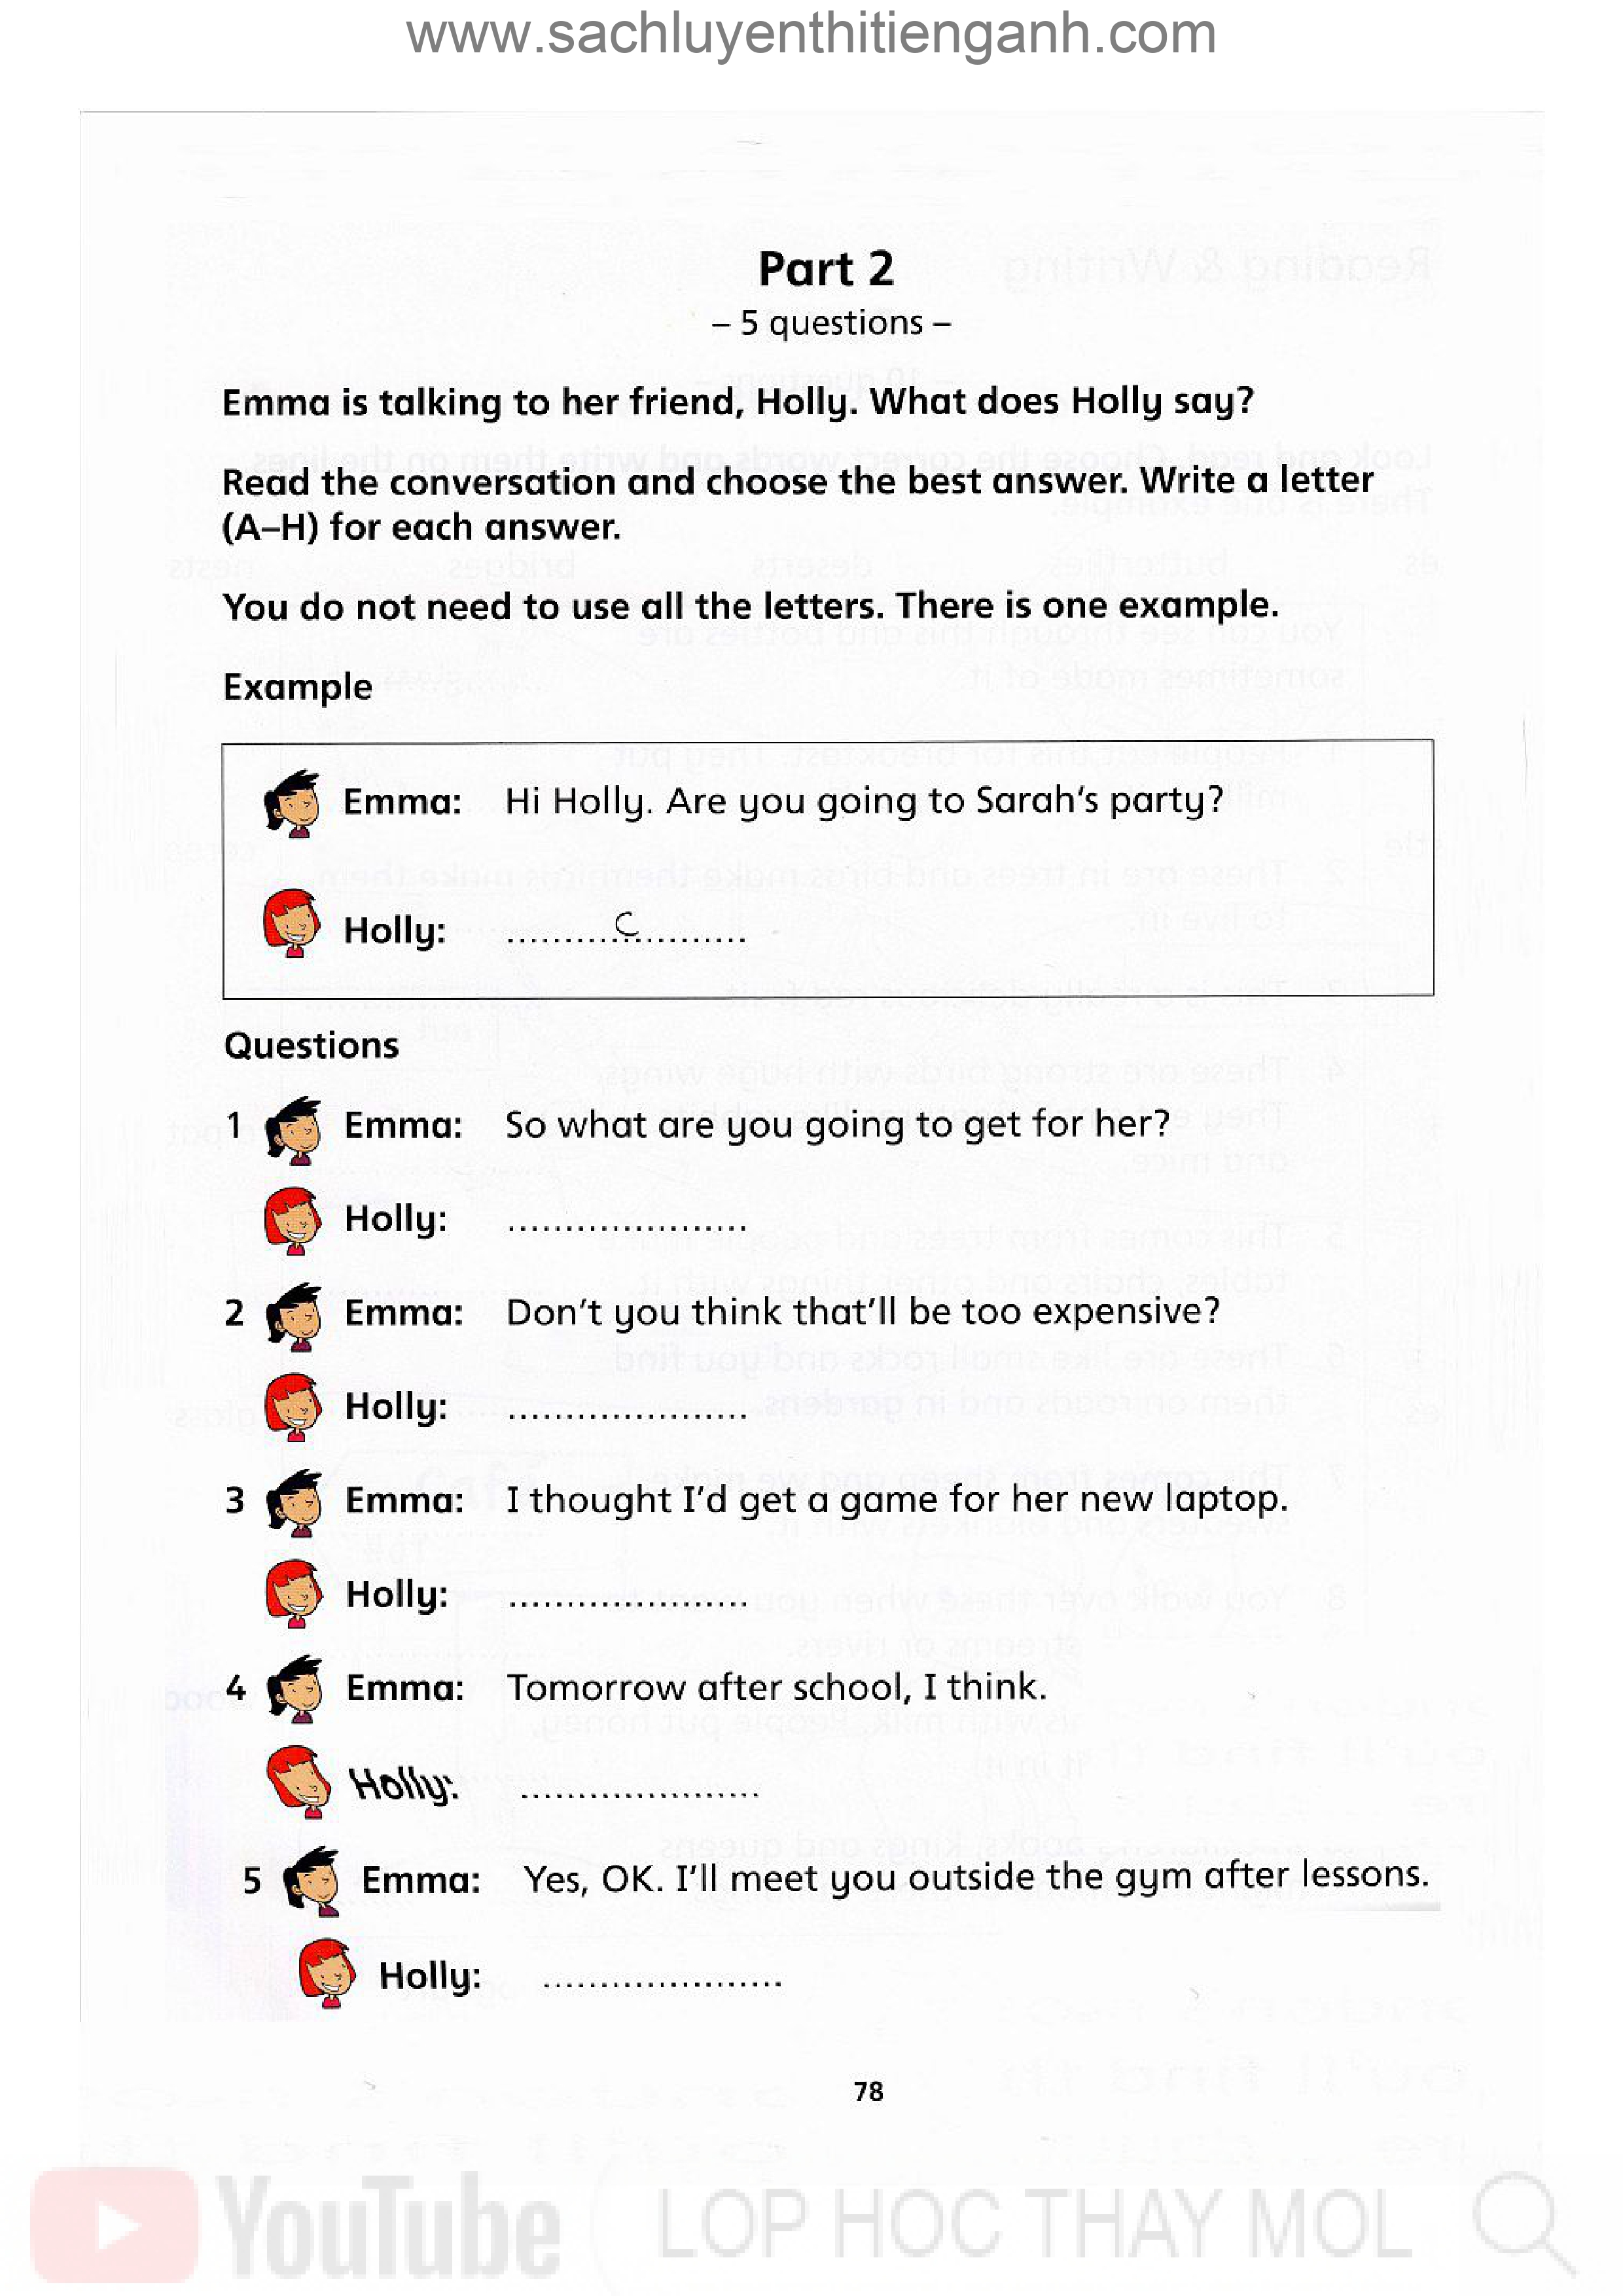 www.sachluyenthitienganh.com
Part 2
– 5 questions –
Emma is talking to her friend, Holly. What does Holly say?
Read the conversation and choose the best answer. Write a letter
(A–H) for each answer.
You do not need to use all the letters. There is one example.
Example
Emma: Hi Holly. Are you going to Sarah's party?
Holly: ..........C..........
Questions
1 Emma: So what are you going to get for her?
Holly: .....................
2 Emma: Don't you think that'll be too expensive?
Holly: .....................
3 Emma: I thought I'd get a game for her new laptop.
Holly: .....................
4 Emma: Tomorrow after school, I think.
Holly: .....................
5 Emma: Yes, OK. I'll meet you outside the gym after lessons.
Holly: .....................
78
YouTube LOP HOC THAY MOL